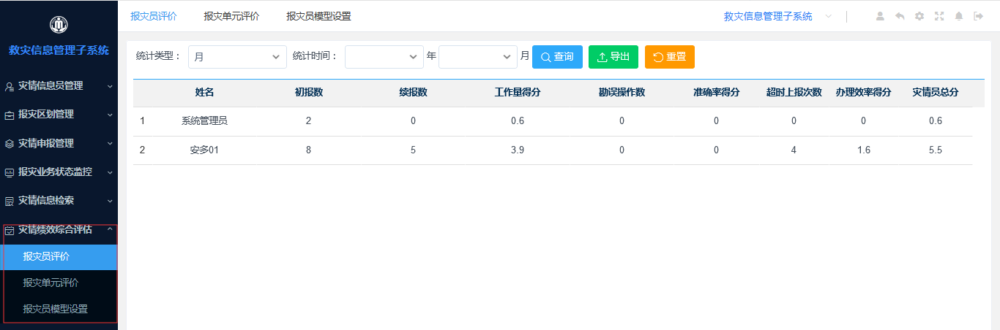 报灾员评价 报灾单元评价 报灾员模型设置 救灾信息管理子系统
救灾信息管理子系统
灾情信息员管理
报灾区划管理
灾情申报管理
报灾业务状态监控
灾情信息检索
灾情绩效综合评估
报灾员评价
报灾单元评价
报灾员模型设置
统计类型： 月 统计时间： 年 月 查询 导出 重置
姓名 初报数 续报数 工作量得分 勘误操作数 准确率得分 超时上报次数 办理效率得分 灾情员总分
1 系统管理员 2 0 0.6 0 0 0 0 0.6
2 安多01 8 5 3.9 0 0 4 1.6 5.5